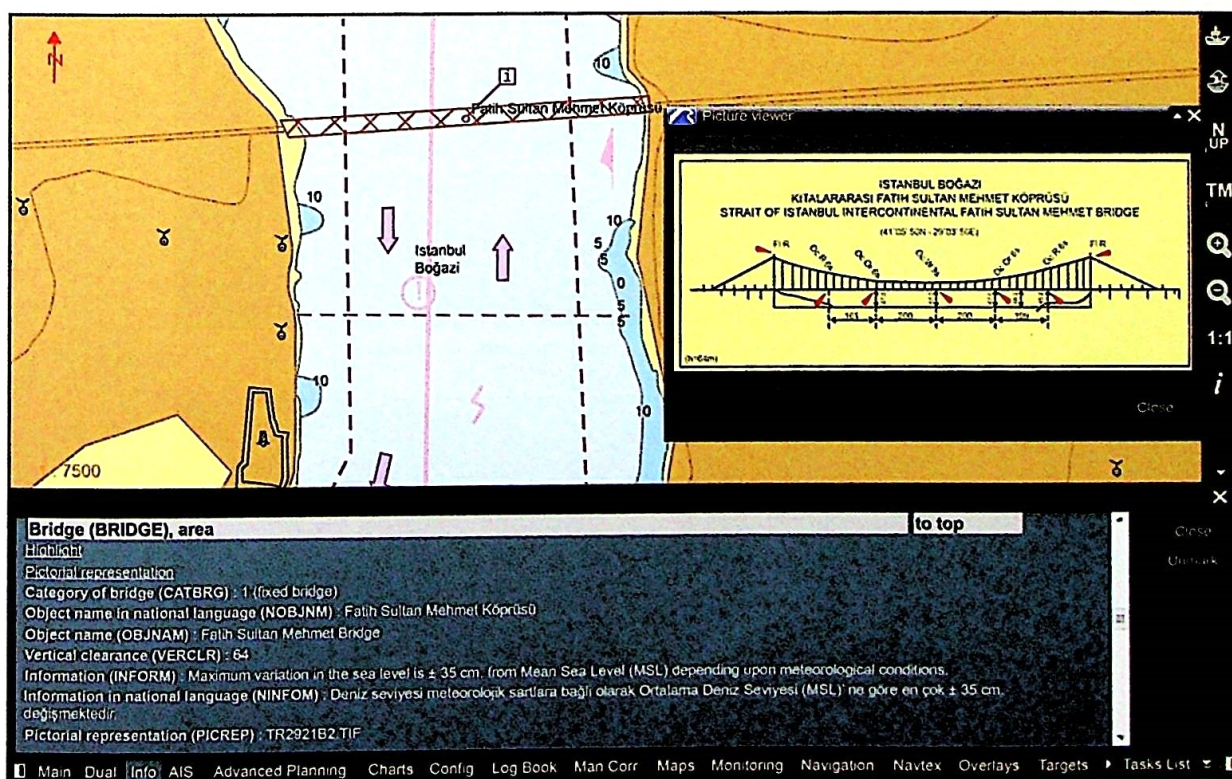 10
1
Fatih Sultan Mehmet Köprüsü
N
10
Istanbul
Boğazi
10
5
5
0
5
5
10
10
7500
Picture viewer
ISTANBUL BOĞAZI
KITALARARASI FATIH SULTAN MEHMET KÖPRÜSÜ
STRAIT OF ISTANBUL INTERCONTINENTAL FATIH SULTAN MEHMET BRIDGE
Fl R
Fl R
200
200
(h=64m)
Close
N
UP
TM
1:1
i
Bridge (BRIDGE), area
to top
Highlight
Pictorial representation
Category of bridge (CATBRG) : 1 (fixed bridge)
Object name in national language (NOBJNM) : Fatih Sultan Mehmet Köprüsü
Object name (OBJNAM) : Fatih Sultan Mehmet Bridge
Vertical clearance (VERCLR) : 64
Information (INFORM) : Maximum variation in the sea level is ± 35 cm. from Mean Sea Level (MSL) depending upon meteorological conditions.
Information in national language (NINFOM) : Deniz seviyesi meteorolojik sartlara bağlı olarak Ortalama Deniz Seviyesi (MSL)' ne göre en çok ± 35 cm.
değişmektedir.
Pictorial representation (PICREP) : TR2921B2.TIF
Close
Unmark
Main Dual Info AIS Advanced Planning Charts Config Log Book Man Corr Maps Monitoring Navigation Navtex Overlays Targets Tasks List